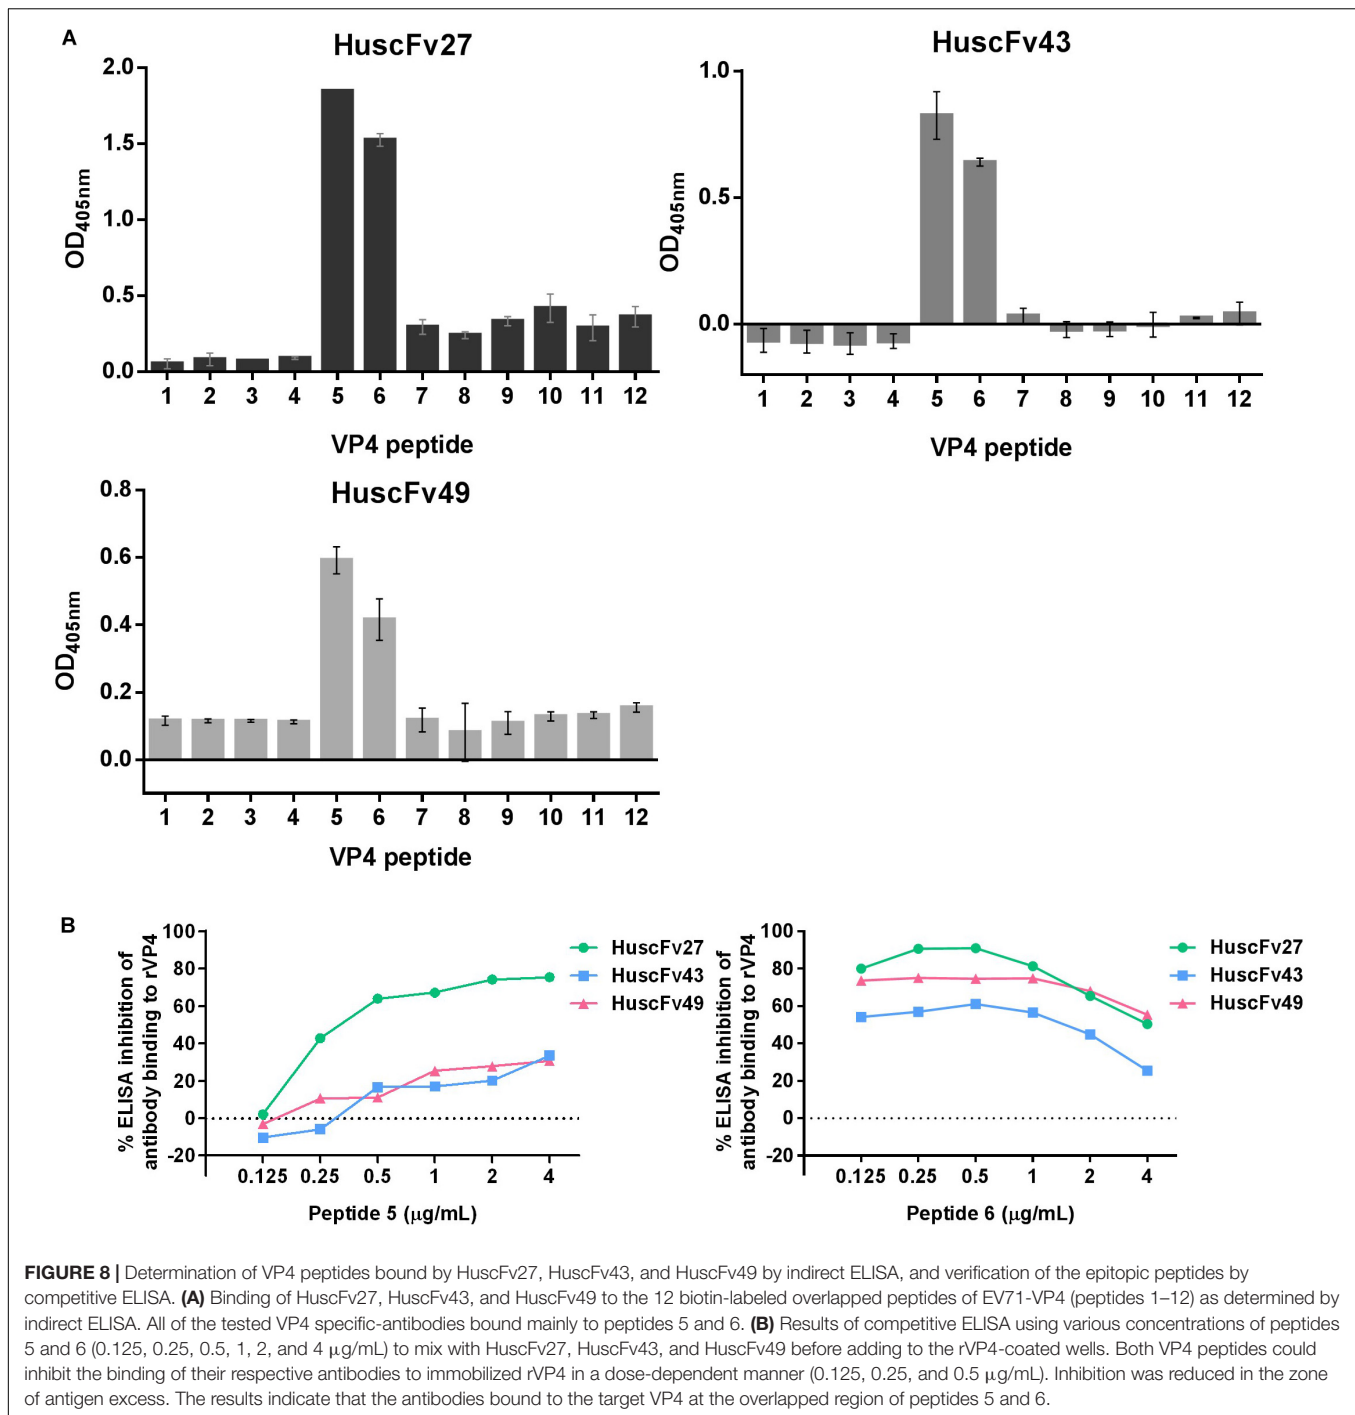 A
HuscFv27
2.0
1.5
1.0
0.5
0.0
OD405nm
1 2 3 4 5 6 7 8 9 10 11 12
VP4 peptide
HuscFv43
1.0
0.5
0.0
OD405nm
1 2 3 4 5 6 7 8 9 10 11 12
VP4 peptide
HuscFv49
0.8
0.6
0.4
0.2
0.0
OD405nm
1 2 3 4 5 6 7 8 9 10 11 12
VP4 peptide
B
% ELISA inhibition of
antibody binding to rVP4
100
80
60
40
20
0
-20
0.125 0.25 0.5 1 2 4
Peptide 5 (µg/mL)
HuscFv27
HuscFv43
HuscFv49
% ELISA inhibition of
antibody binding to rVP4
100
80
60
40
20
0
-20
0.125 0.25 0.5 1 2 4
Peptide 6 (µg/mL)
HuscFv27
HuscFv43
HuscFv49
FIGURE 8 | Determination of VP4 peptides bound by HuscFv27, HuscFv43, and HuscFv49 by indirect ELISA, and verification of the epitopic peptides by
competitive ELISA. (A) Binding of HuscFv27, HuscFv43, and HuscFv49 to the 12 biotin-labeled overlapped peptides of EV71-VP4 (peptides 1–12) as determined by
indirect ELISA. All of the tested VP4 specific-antibodies bound mainly to peptides 5 and 6. (B) Results of competitive ELISA using various concentrations of peptides
5 and 6 (0.125, 0.25, 0.5, 1, 2, and 4 µg/mL) to mix with HuscFv27, HuscFv43, and HuscFv49 before adding to the rVP4-coated wells. Both VP4 peptides could
inhibit the binding of their respective antibodies to immobilized rVP4 in a dose-dependent manner (0.125, 0.25, and 0.5 µg/mL). Inhibition was reduced in the zone
of antigen excess. The results indicate that the antibodies bound to the target VP4 at the overlapped region of peptides 5 and 6.